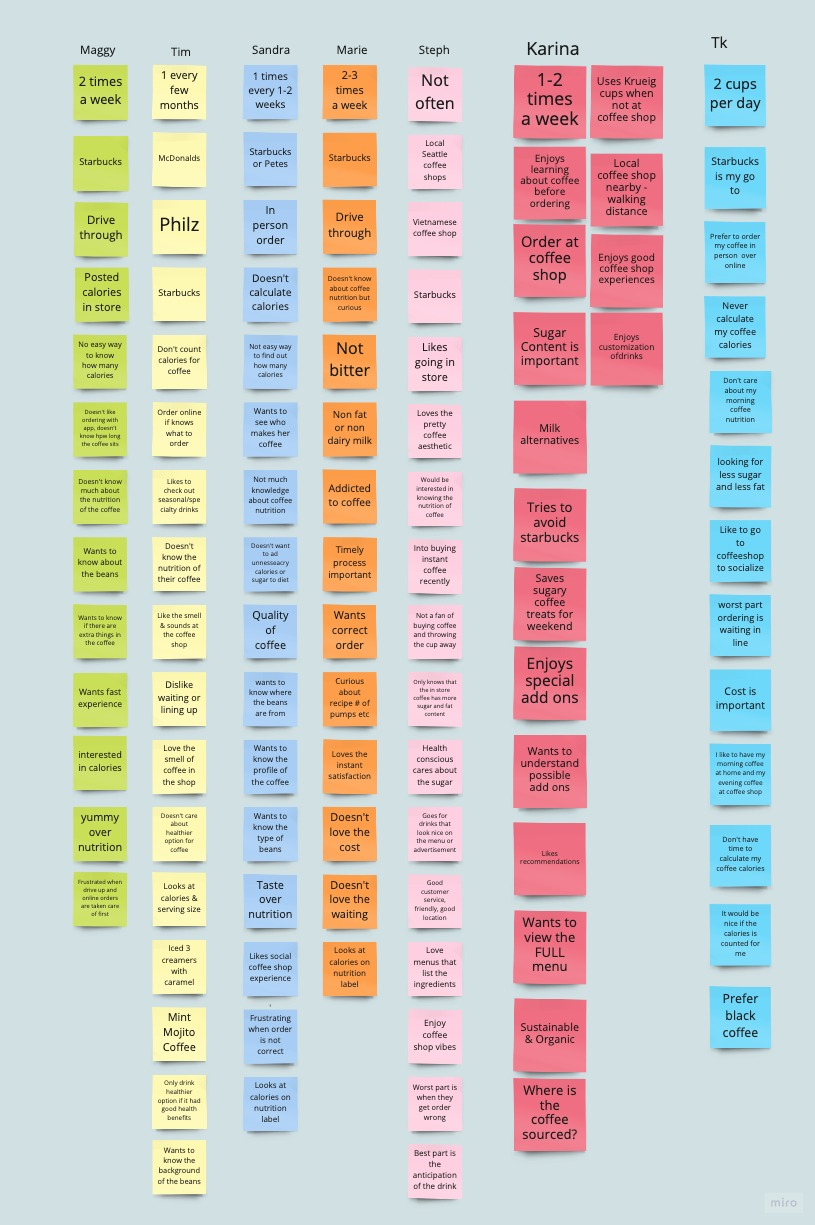 Maggy
2 times
a week
Starbucks
Drive
through
Posted
calories
in store
No easy way
to know
how many
calories
Doesn't like
ordering with
app, doesn't
know hpw long
the coffee sits
Doesn't know
much about
the nutrition
of the coffee
Wants to
know about
the beans
Wants to know
if there are
extra things in
the coffee
Wants fast
experience
interested
in calories
yummy
over
nutrition
Frustrated when
drive up and
online orders
are taken care
of first
Tim
1 every
few
months
McDonalds
Philz
Starbucks
Don't count
calories for
coffee
Order online
if knows
what to
order
Likes to
check out
seasonal/spe
cialty drinks
Doesn't
know the
nutrition of
their coffee
Like the smell
& sounds at
the coffee
shop
Dislike
waiting or
lining up
Love the
smell of
coffee in
the shop
Doesn't care
about
healthier
option for
coffee
Looks at
calories &
serving size
Iced 3
creamers
with
caramel
Mint
Mojito
Coffee
Only drink
healthier
option if it had
good health
benefits
Wants to
know the
background
of the beans
Sandra
1 times
every 1-2
weeks
Starbucks
or Petes
In
person
order
Doesn't
calculate
calories
Not easy way
to find out
how many
calories
Wants to
see who
makes her
coffee
Not much
knowledge
about coffee
nutrition
Doesn't want
to ad
unnesseacry
calories or
sugar to diet
Quality
of
coffee
wants to
know where
the beans
are from
Wants to
know the
profile of
the coffee
Wants to
know the
type of
beans
Taste
over
nutrition
Likes social
coffee shop
experience
Frustrating
when order
is not
correct
Looks at
calories on
nutrition
label
Marie
2-3
times
a week
Starbucks
Drive
through
Doesn't know
about coffee
nutrition but
curious
Not
bitter
Non fat
or non
dairy milk
Addicted
to coffee
Timely
process
important
Wants
correct
order
Curious
about
recipe # of
pumps etc
Loves the
instant
satisfaction
Doesn't
love the
cost
Doesn't
love the
waiting
Looks at
calories on
nutrition
label
Steph
Not
often
Local
Seattle
coffee
shops
Vietnamese
coffee shop
Starbucks
Likes
going in
store
Loves the
pretty
coffee
aesthetic
Would be
interested in
knowing the
nutrition of
coffee
Into buying
instant
coffee
recently
Not a fan of
buying coffee
and throwing
the cup away
Only knows that
the in store
coffee has more
sugar and fat
content
Health
conscious
cares about
the sugar
Goes for
drinks that
look nice on
the menu or
advertisement
Good
customer
service,
friendly, good
location
Love
menus that
list the
ingredients
Enjoy
coffee
shop vibes
Worst part is
when they
get order
wrong
Best part is
the
anticipation
of the drink
Karina
1-2
times
a week
Enjoys
learning
about coffee
before
ordering
Order at
coffee
shop
Sugar
Content is
important
Milk
alternatives
Tries to
avoid
starbucks
Saves
sugary
coffee
treats for
weekend
Enjoys
special
add ons
Wants to
understand
possible
add ons
Likes
recommendations
Wants to
view the
FULL
menu
Sustainable
& Organic
Where is
the
coffee
sourced?
Uses Krueig
cups when
not at
coffee shop
Local
coffee shop
nearby -
walking
distance
Enjoys good
coffee shop
experiences
Enjoys
customization
ofdrinks
Tk
2 cups
per day
Starbucks
is my go
to
Prefer to order
my coffee in
person over
online
Never
calculate
my coffee
calories
Don't care
about my
morning
coffee
nutrition
looking for
less sugar
and less fat
Like to go
to
coffeeshop
to socialize
worst part
ordering is
waiting in
line
Cost is
important
I like to have my
morning coffee
at home and my
evening coffee
at coffee shop
Don't have
time to
calculate my
coffee calories
It would be
nice if the
calories is
counted for
me
Prefer
black
coffee
miro